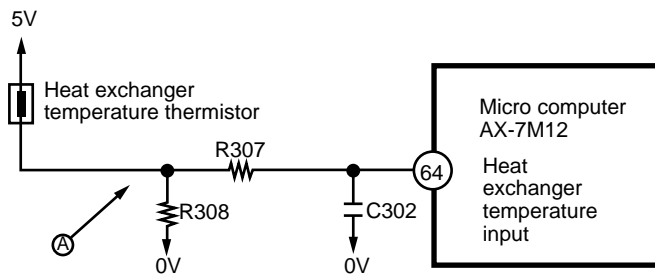 5V
Heat exchanger
temperature thermistor
Micro computer
AX-7M12
R307
64
Heat
exchanger
temperature
input
R308
C302
A
0V
0V